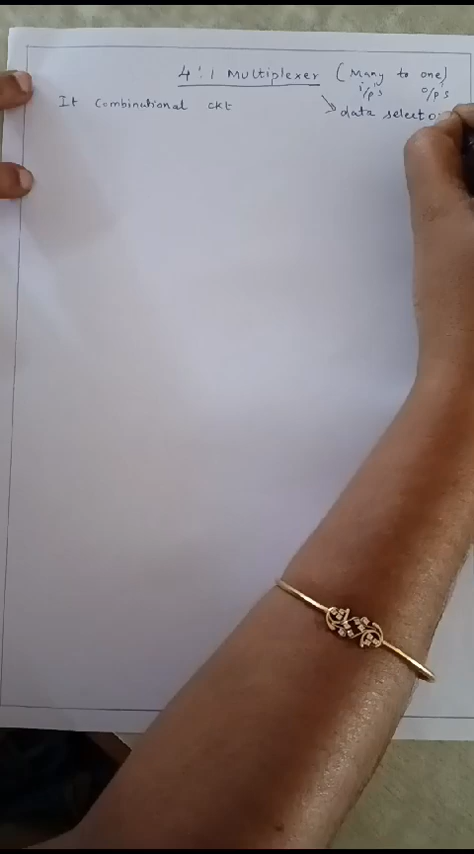 4:1 Multiplexer (Many to one)
i/p's o/p's
It Combinational ckt
data selector